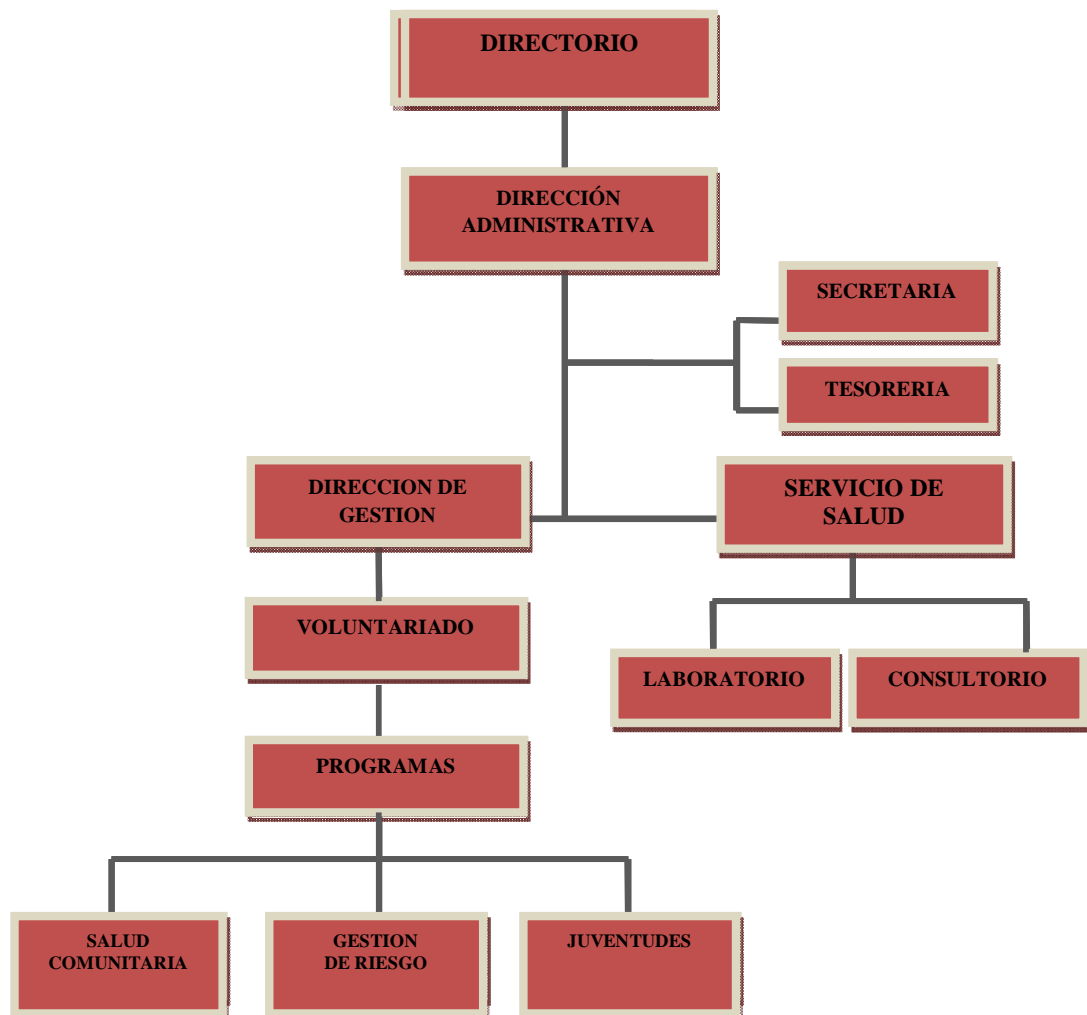 DIRECTORIO
DIRECCIÓN
ADMINISTRATIVA
SECRETARIA
TESORERIA
DIRECCION DE
GESTION
SERVICIO DE
SALUD
VOLUNTARIADO
LABORATORIO
CONSULTORIO
PROGRAMAS
SALUD
COMUNITARIA
GESTION
DE RIESGO
JUVENTUDES